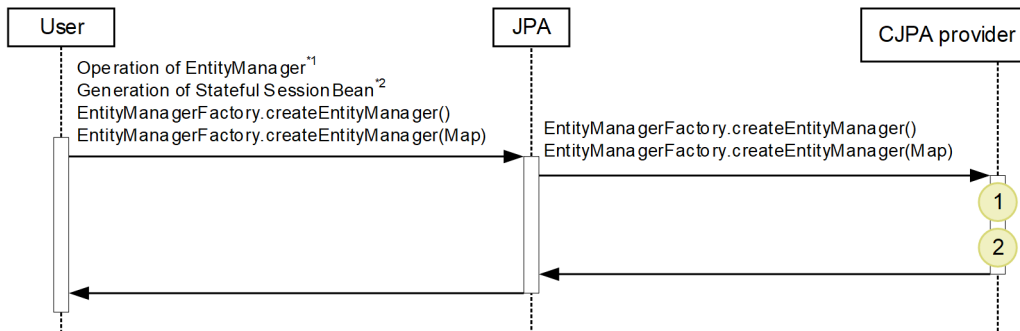 User
JPA
CJPA provider
Operation of EntityManager*1
Generation of Stateful SessionBean*2
EntityManagerFactory.createEntityManager()
EntityManagerFactory.createEntityManager(Map)
EntityManagerFactory.createEntityManager()
EntityManagerFactory.createEntityManager(Map)
1
2